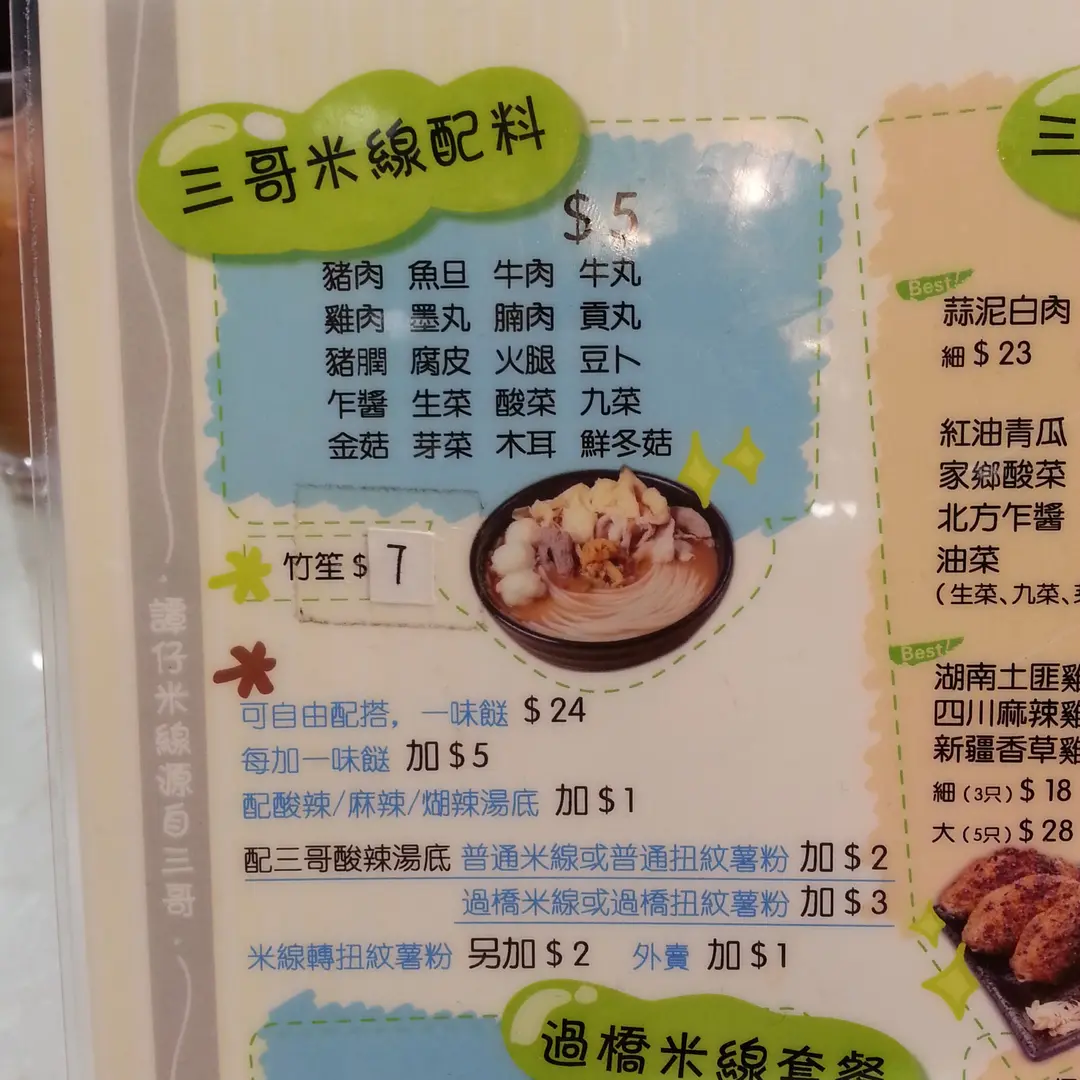 三哥米線配料
$5
豬肉 魚旦 牛肉 牛丸
雞肉 墨丸 腩肉 貢丸
豬膶 腐皮 火腿 豆卜
乍醬 生菜 酸菜 九菜
金菇 芽菜 木耳 鮮冬菇
竹笙$7
可自由配搭，一味餸 $24
每加一味餸 加$5
配酸辣/麻辣/煳辣湯底 加$1
配三哥酸辣湯底 普通米線或普通扭紋薯粉 加$2
過橋米線或過橋扭紋薯粉 加$3
米線轉扭紋薯粉 另加$2 外賣 加$1
過橋米線套餐
譚仔米線源自三哥
三
Best!
蒜泥白肉
細$23
紅油青瓜
家鄉酸菜
北方乍醬
油菜
(生菜、九菜、
Best!
湖南土匪雞
四川麻辣雞
新疆香草雞
細(3只)$18
大(5只)$28